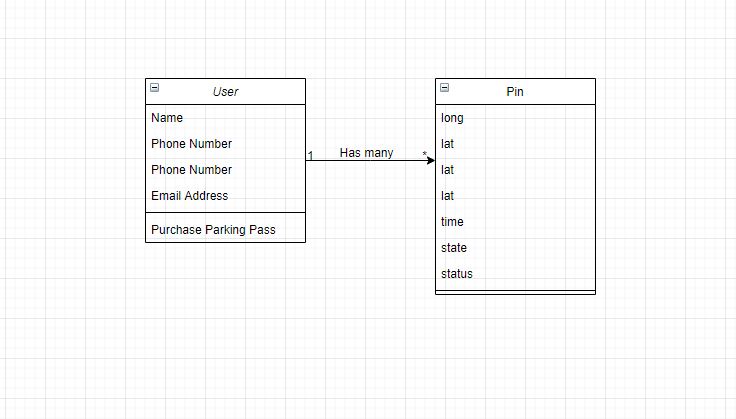 User
Name
Phone Number
Phone Number
Email Address
Purchase Parking Pass
1
Has many
*
Pin
long
lat
lat
lat
time
state
status